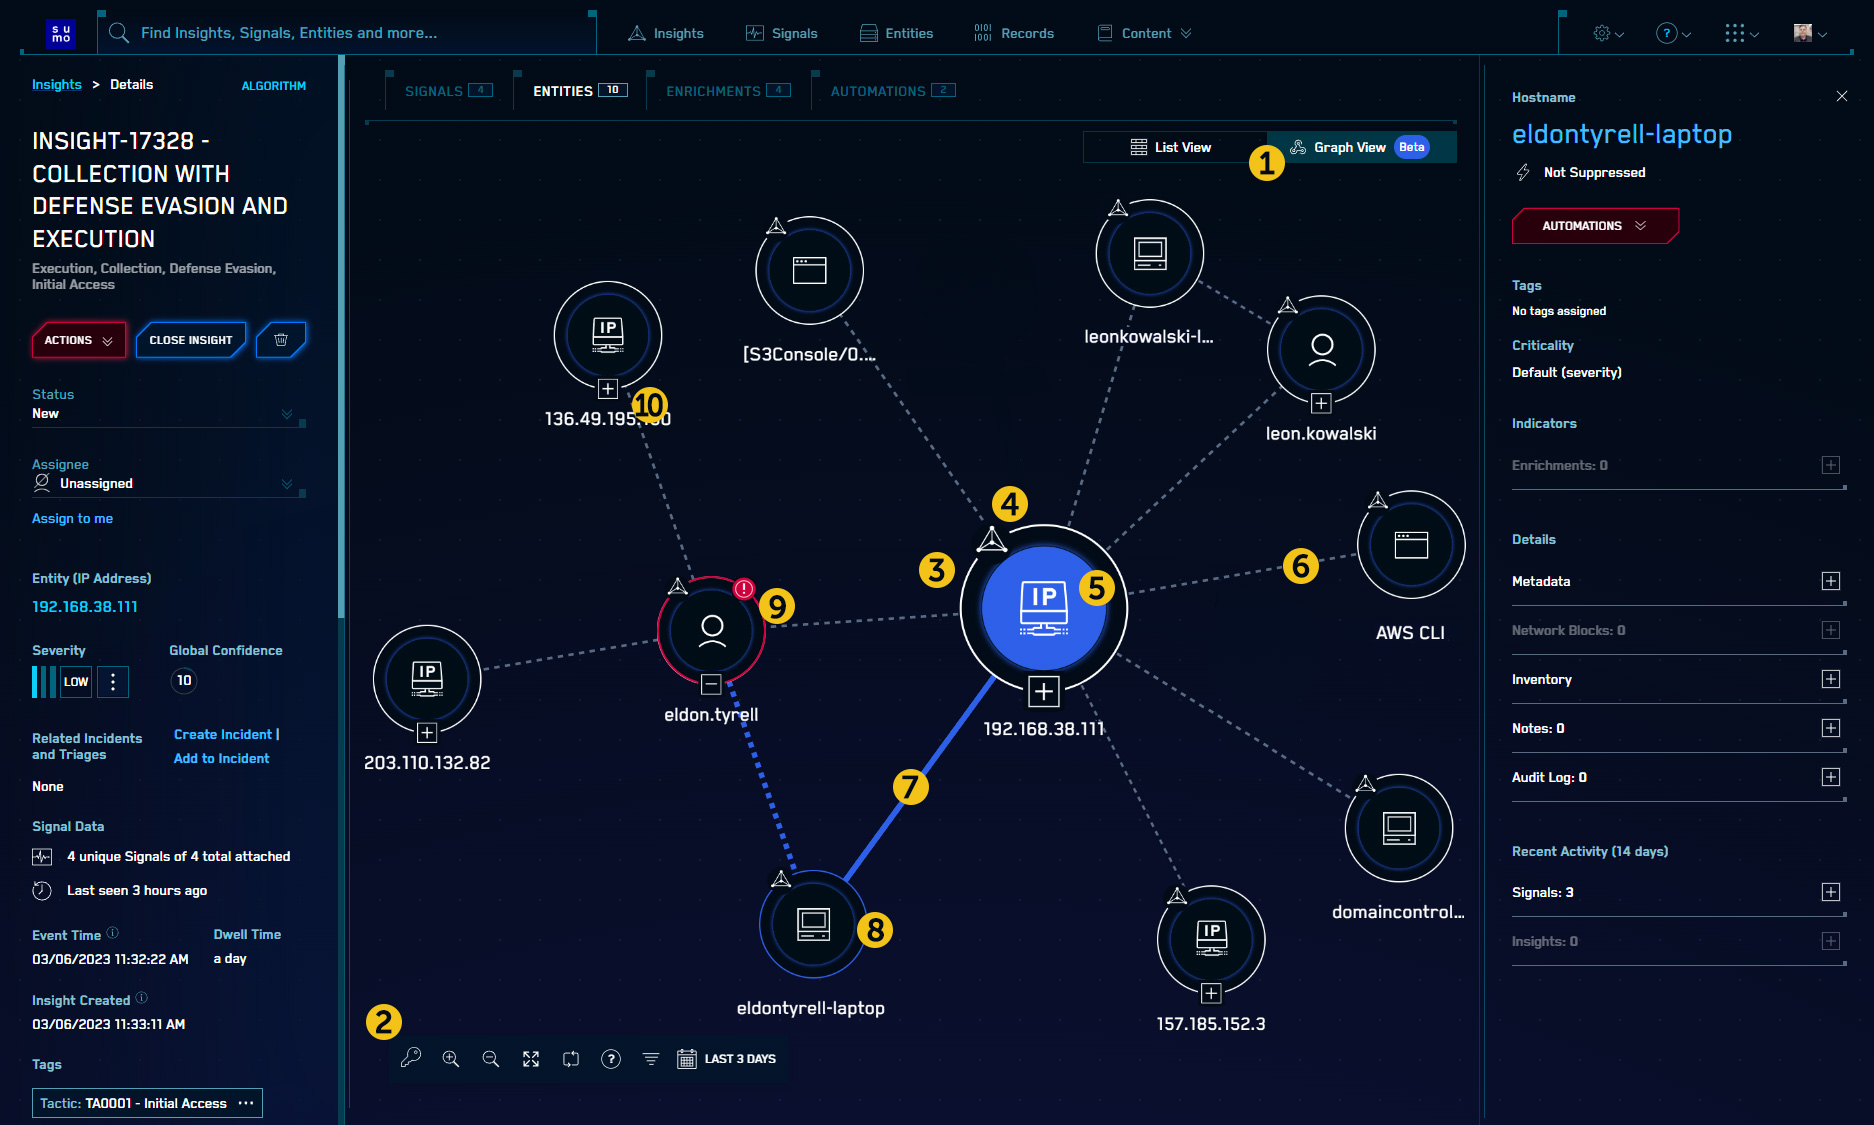 su
mo
Find Insights, Signals, Entities and more...
Insights
Signals
Entities
Records
Content
Insights > Details
ALGORITHM
INSIGHT-17328 -
COLLECTION WITH
DEFENSE EVASION AND
EXECUTION
Execution, Collection, Defense Evasion,
Initial Access
ACTIONS
CLOSE INSIGHT
Status
New
Assignee
Unassigned
Assign to me
Entity (IP Address)
192.168.38.111
Severity
Global Confidence
LOW
10
Related Incidents
and Triages
Create Incident |
Add to Incident
None
Signal Data
4 unique Signals of 4 total attached
Last seen 3 hours ago
Event Time
Dwell Time
03/06/2023 11:32:22 AM
a day
Insight Created
03/06/2023 11:33:11 AM
Tags
Tactic: TA0001 - Initial Access ...
SIGNALS 4
ENTITIES 10
ENRICHMENTS 4
AUTOMATIONS 2
List View
1
Graph View Beta
[S3Console/0....
leonkowalski-l...
IP
10
136.49.195.
leon.kowalski
4
3
IP
5
6
192.168.38.111
AWS CLI
9
eldon.tyrell
IP
203.110.132.82
7
8
eldontyrell-laptop
domaincontrol...
IP
157.185.152.3
2
?
LAST 3 DAYS
Hostname
eldontyrell-laptop
Not Suppressed
AUTOMATIONS
Tags
No tags assigned
Criticality
Default (severity)
Indicators
Enrichments: 0
Details
Metadata
Network Blocks: 0
Inventory
Notes: 0
Audit Log: 0
Recent Activity (14 days)
Signals: 3
Insights: 0